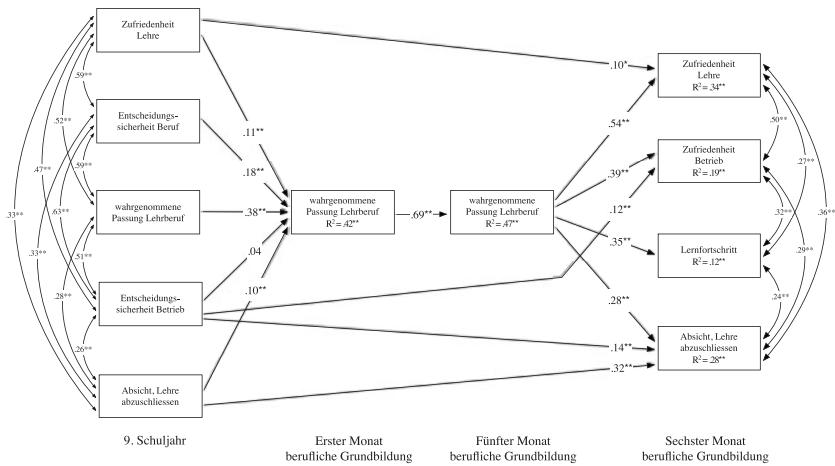 Zufriedenheit
Lehre
Entscheidungs-
sicherheit Beruf
wahrgenommene
Passung Lehrberuf
Entscheidungs-
sicherheit Betrieb
Absicht, Lehre
abzuschliessen
.59**
.52**
.47**
.59**
.33**
.63**
.33**
.51**
.28**
.26**
.11**
.18**
.38**
.04
.10**
wahrgenommene
Passung Lehrberuf
R²=.42**
.69**
wahrgenommene
Passung Lehrberuf
R²=.47**
.10*
.54**
.39**
.12**
.35**
.28**
.14**
.32**
Zufriedenheit
Lehre
R²=.34**
Zufriedenheit
Betrieb
R²=.19**
Lernfortschritt
R²=.12**
Absicht, Lehre
abzuschliessen
R²=.28**
.50**
.27**
.32**
.36**
.29**
.24**
9. Schuljahr
Erster Monat
berufliche Grundbildung
Fünfter Monat
berufliche Grundbildung
Sechster Monat
berufliche Grundbildung